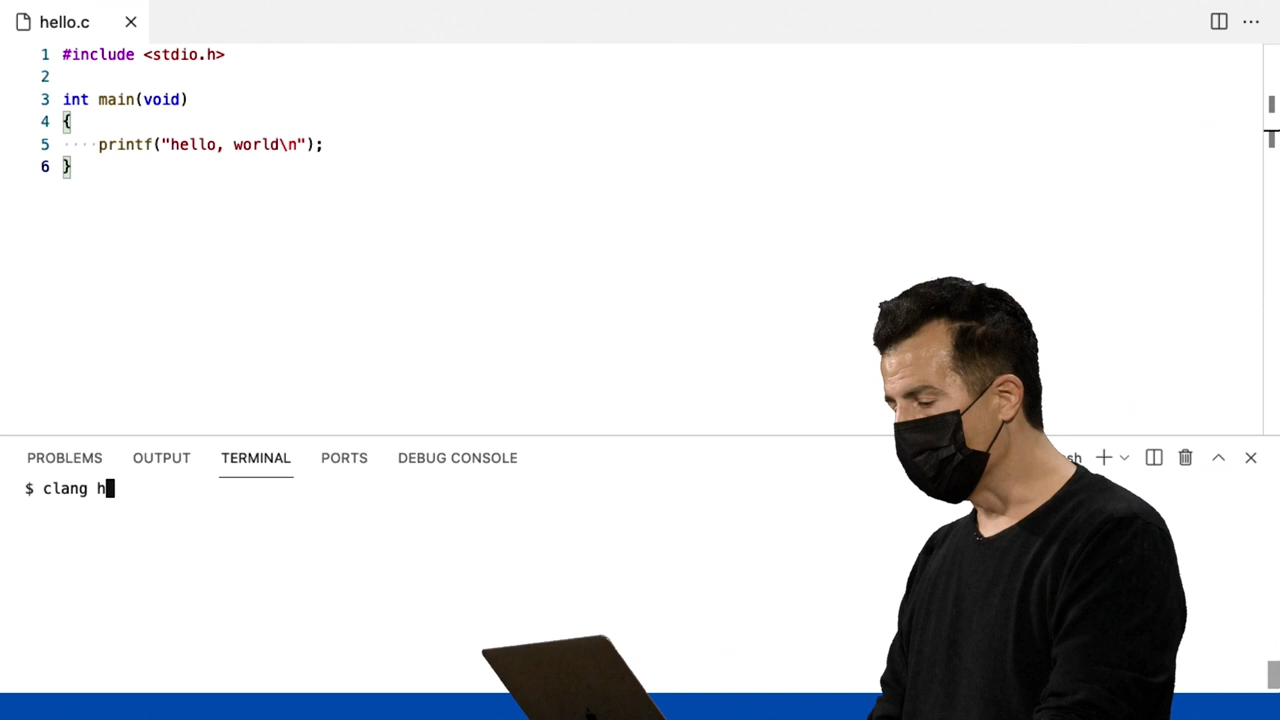 hello.c
1 #include <stdio.h>
2
3 int main(void)
4 {
5 ····printf("hello, world\n");
6 }
PROBLEMS OUTPUT TERMINAL PORTS DEBUG CONSOLE
$ clang h